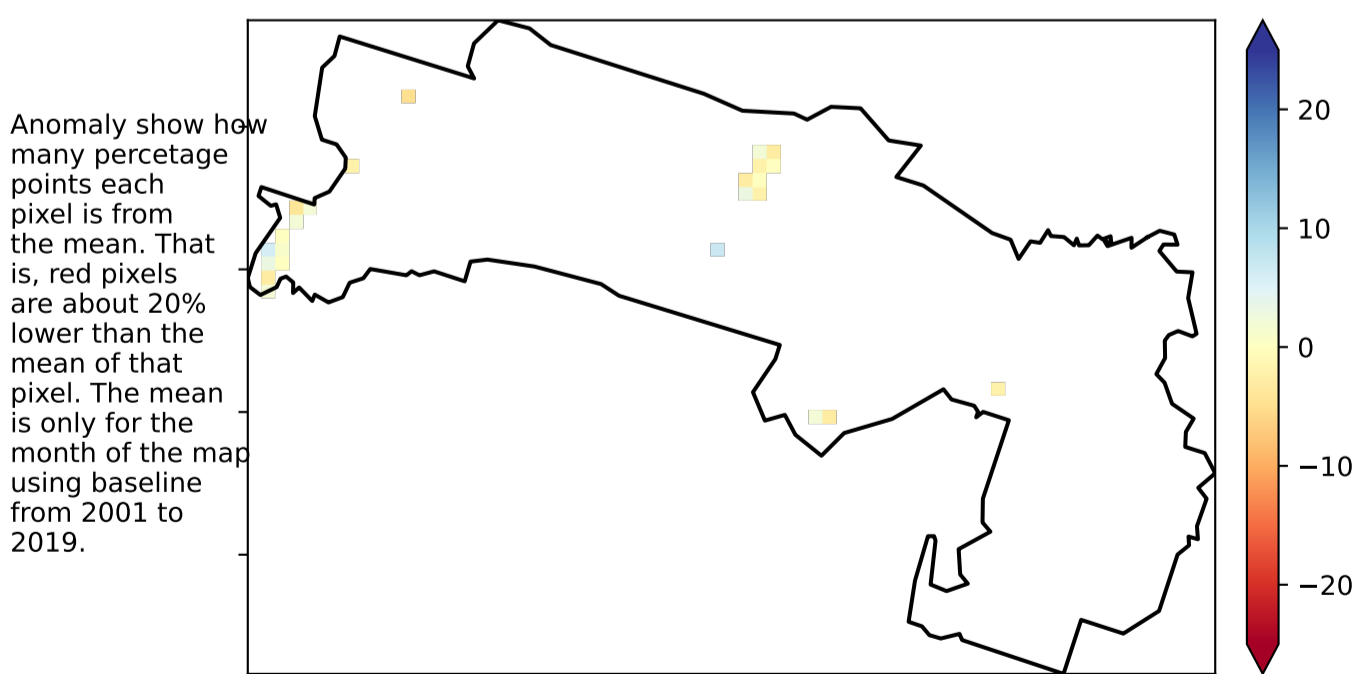 Anomaly show how
many percetage
points each
pixel is from
the mean. That
is, red pixels
are about 20%
lower than the
mean of that
pixel. The mean
is only for the
month of the map
using baseline
from 2001 to
2019.
20
10
0
−10
−20